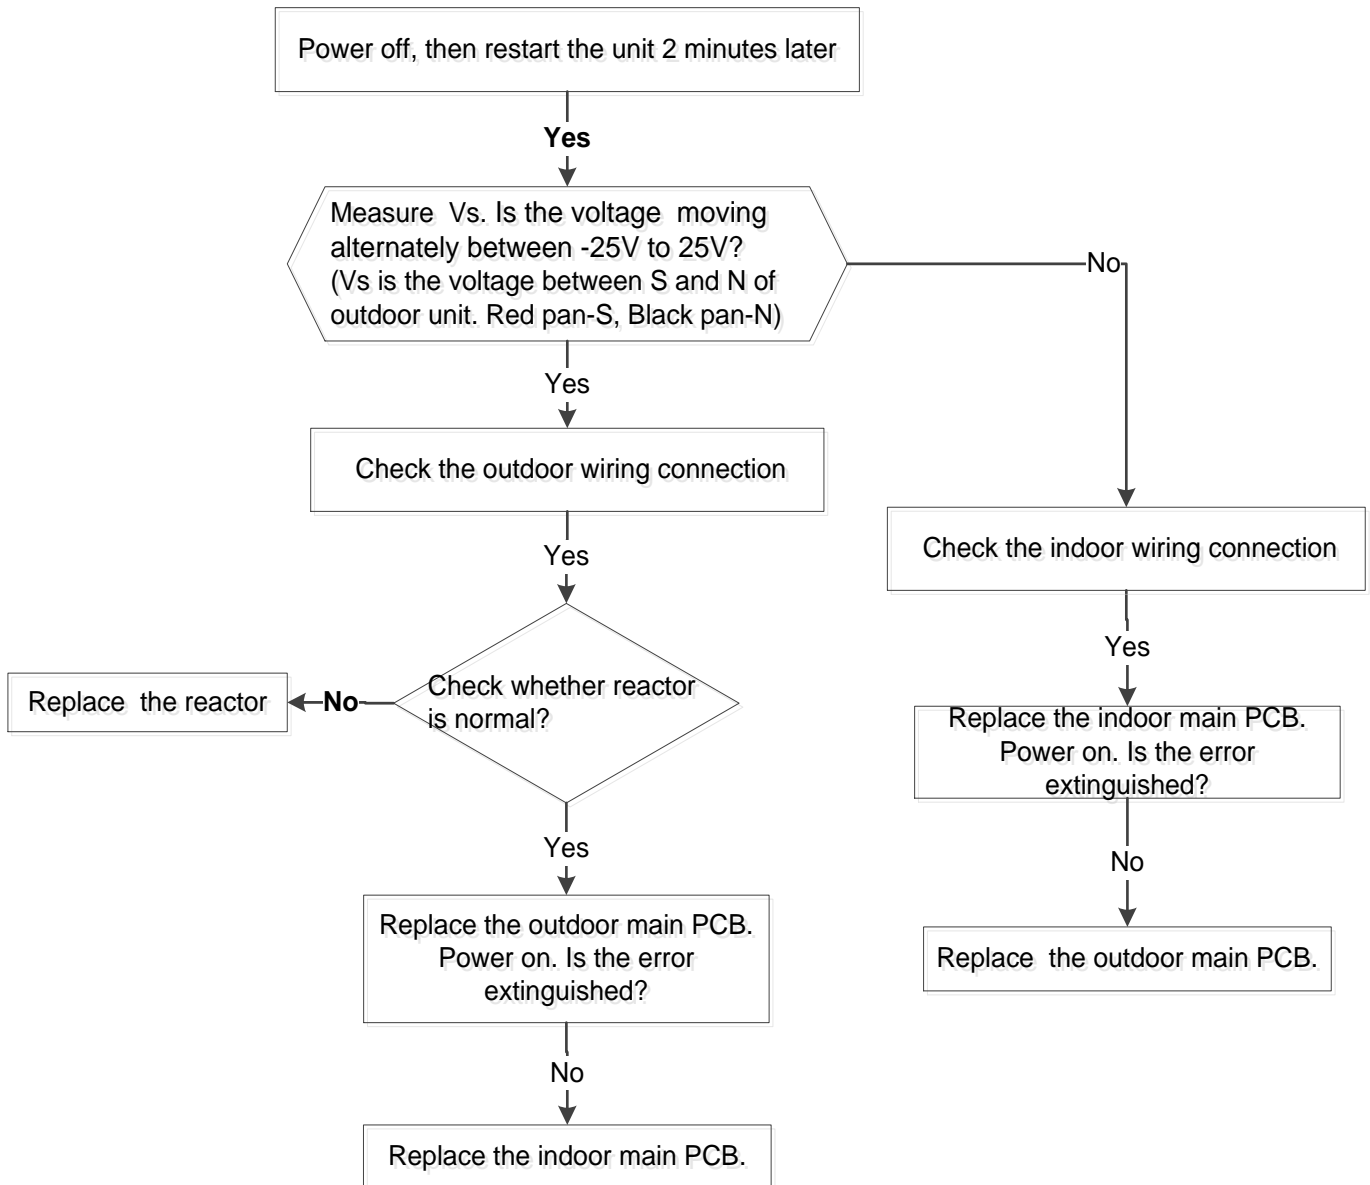 Power off, then restart the unit 2 minutes later
Yes
Measure Vs. Is the voltage moving
alternately between -25V to 25V?
(Vs is the voltage between S and N of
outdoor unit. Red pan-S, Black pan-N)
No
Yes
Check the outdoor wiring connection
Check the indoor wiring connection
Yes
Yes
Check whether reactor
is normal?
No
Replace the reactor
Replace the indoor main PCB.
Power on. Is the error
extinguished?
Yes
No
Replace the outdoor main PCB.
Power on. Is the error
extinguished?
Replace the outdoor main PCB.
No
Replace the indoor main PCB.